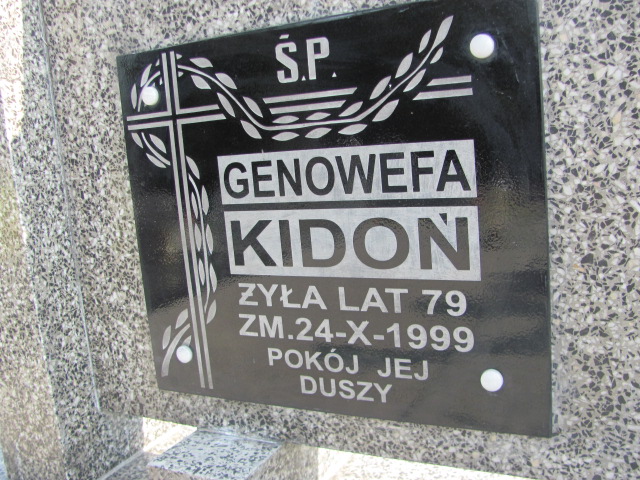 Ś.P.
GENOWEFA
KIDOŃ
ŻYŁA LAT 79
ZM.24-X-1999
POKÓJ JEJ
DUSZY